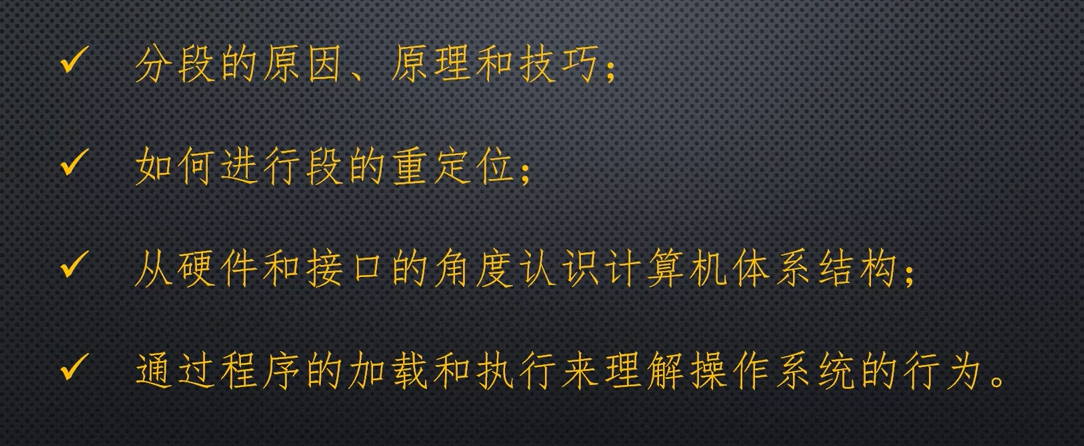 ✓ 分段的原因、原理和技巧；
✓ 如何进行段的重定位；
✓ 从硬件和接口的角度认识计算机体系结构；
✓ 通过程序的加载和执行来理解操作系统的行为。